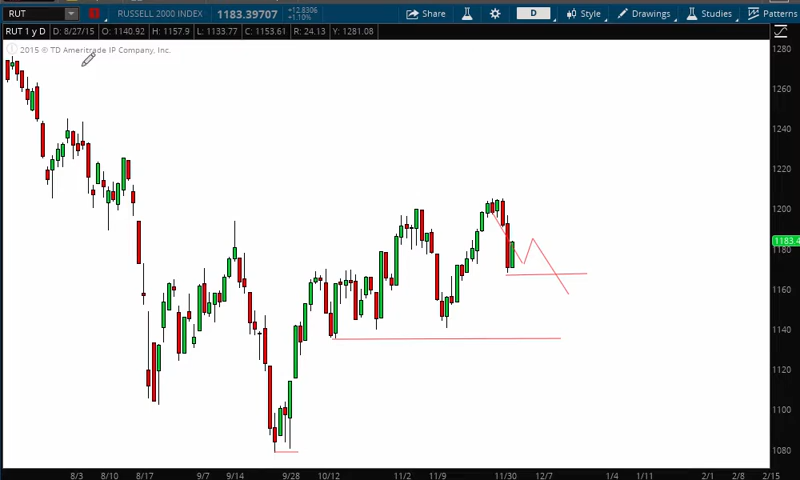 RUT 1 RUSSELL 2000 INDEX 1183.39707 +12.8306 +1.10% Share D Style Drawings Studies Patterns
RUT 1 y D D: 8/27/15 O: 1140.92 H: 1157.9 L: 1133.77 C: 1153.61 R: 24.13 Y: 1281.08
2015 © TD Ameritrade IP Company, Inc.
1280
1260
1240
1220
1200
1183.4
1160
1140
1120
1100
1080
8/3 8/10 8/17 9/7 9/14 9/28 10/12 11/2 11/9 11/30 12/7 1/4 1/11 2/1 2/8 2/15